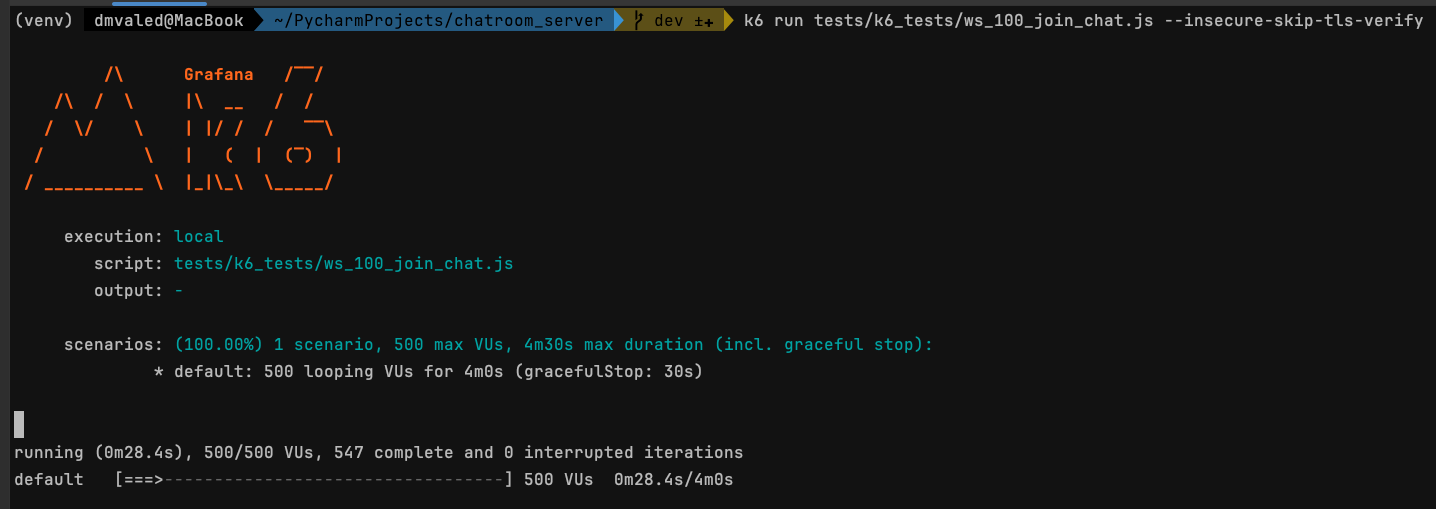 (venv) dmvaled@MacBook ~/PycharmProjects/chatroom_server dev ±✚ k6 run tests/k6_tests/ws_100_join_chat.js --insecure-skip-tls-verify
         /\      Grafana   /‾‾/
    /\  /  \     |\  __   /  /
   /  \/    \    | |/ /  /   ‾‾\
  /          \   |   (  |  (‾)  |
 / __________ \  |_|\_\  \_____/
execution: local
script: tests/k6_tests/ws_100_join_chat.js
output: -
scenarios: (100.00%) 1 scenario, 500 max VUs, 4m30s max duration (incl. graceful stop):
* default: 500 looping VUs for 4m0s (gracefulStop: 30s)
running (0m28.4s), 500/500 VUs, 547 complete and 0 interrupted iterations
default   [===>----------------------------------] 500 VUs  0m28.4s/4m0s